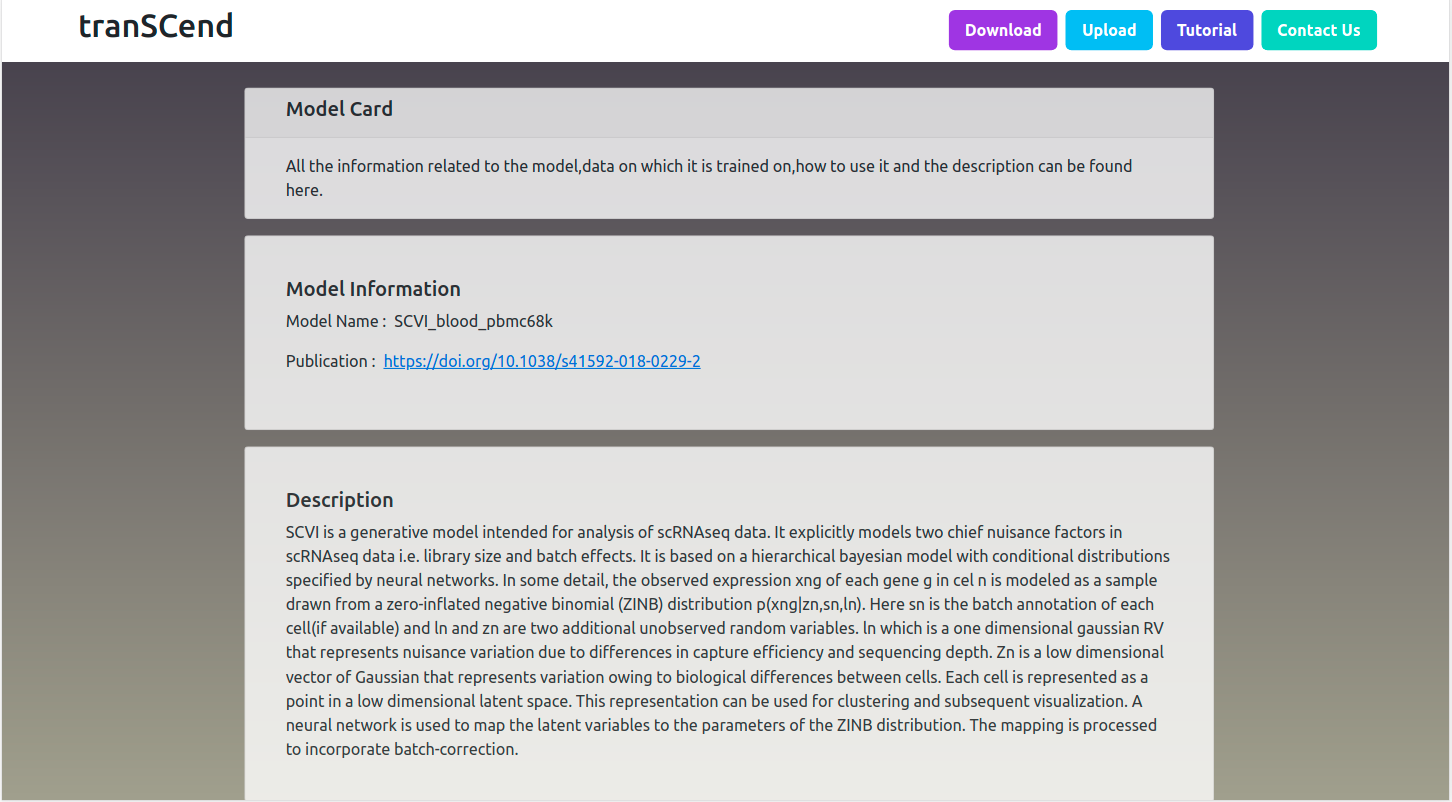 tranSCend
Download
Upload
Tutorial
Contact Us
Model Card
All the information related to the model,data on which it is trained on,how to use it and the description can be found
here.
Model Information
Model Name : SCVI_blood_pbmc68k
Publication : https://doi.org/10.1038/s41592-018-0229-2
Description
SCVI is a generative model intended for analysis of scRNAseq data. It explicitly models two chief nuisance factors in
scRNAseq data i.e. library size and batch effects. It is based on a hierarchical bayesian model with conditional distributions
specified by neural networks. In some detail, the observed expression xng of each gene g in cel n is modeled as a sample
drawn from a zero-inflated negative binomial (ZINB) distribution p(xng|zn,sn,ln). Here sn is the batch annotation of each
cell(if available) and ln and zn are two additional unobserved random variables. ln which is a one dimensional gaussian RV
that represents nuisance variation due to differences in capture efficiency and sequencing depth. Zn is a low dimensional
vector of Gaussian that represents variation owing to biological differences between cells. Each cell is represented as a
point in a low dimensional latent space. This representation can be used for clustering and subsequent visualization. A
neural network is used to map the latent variables to the parameters of the ZINB distribution. The mapping is processed
to incorporate batch-correction.